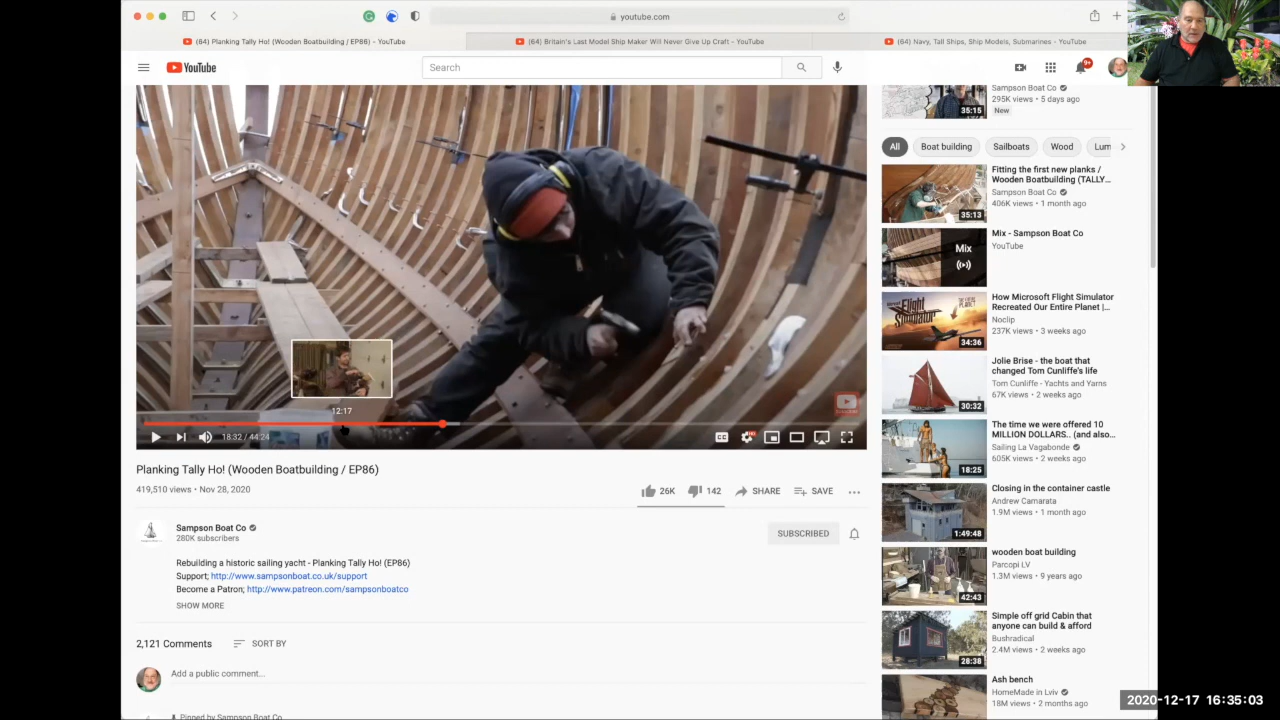 youtube.com
(64) Planking Tally Ho! (Wooden Boatbuilding / EP86) - YouTube
(64) Britain's Last Model Ship Maker Will Never Give Up Craft - YouTube
(64) Navy, Tall Ships, Ship Models, Submarines - YouTube
YouTube
Search
9+
Sampson Boat Co
295K views • 5 days ago
New
35:15
All
Boat building
Sailboats
Wood
Lum
Fitting the first new planks /
Wooden Boatbuilding (TALLY...
Sampson Boat Co
406K views • 1 month ago
35:13
Mix - Sampson Boat Co
YouTube
Mix
How Microsoft Flight Simulator
Recreated Our Entire Planet |...
Noclip
237K views • 3 weeks ago
34:36
Jolie Brise - the boat that
changed Tom Cunliffe's life
Tom Cunliffe - Yachts and Yarns
67K views • 2 weeks ago
30:32
The time we were offered 10
MILLION DOLLARS.. (and also...
Sailing La Vagabonde
605K views • 2 weeks ago
18:25
Closing in the container castle
Andrew Camarata
1.9M views • 1 month ago
1:49:48
wooden boat building
Parcopi LV
1.3M views • 9 years ago
42:43
Simple off grid Cabin that
anyone can build & afford
Bushradical
2.4M views • 2 weeks ago
28:38
Ash bench
HomeMade in Lviv
18M views • 2 months ago
12:17
18:32 / 44:24
CC
Planking Tally Ho! (Wooden Boatbuilding / EP86)
419,510 views • Nov 28, 2020
26K
142
SHARE
SAVE
Sampson Boat Co
280K subscribers
SUBSCRIBED
Rebuilding a historic sailing yacht - Planking Tally Ho! (EP86)
Support; http://www.sampsonboat.co.uk/support
Become a Patron; http://www.patreon.com/sampsonboatco
SHOW MORE
2,121 Comments
SORT BY
Add a public comment...
Pinned by Sampson Boat Co
2020-12-17 16:35:03